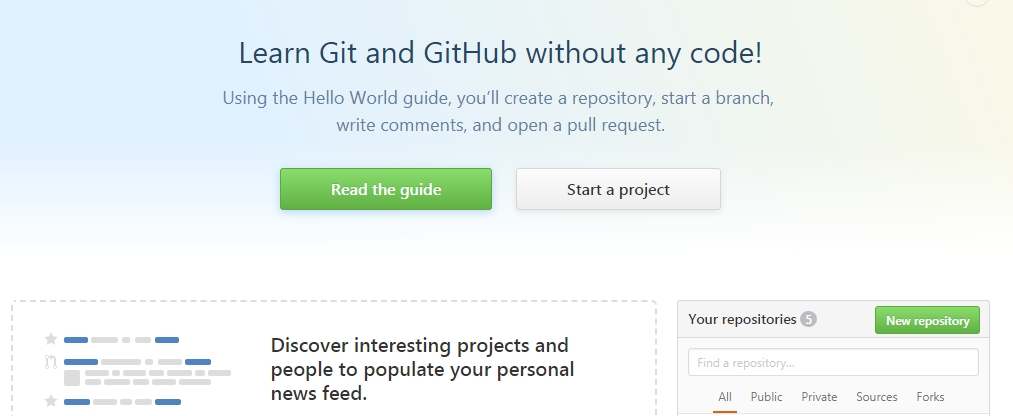 Learn Git and GitHub without any code!
Using the Hello World guide, you’ll create a repository, start a branch,
write comments, and open a pull request.
Read the guide
Start a project
Discover interesting projects and
people to populate your personal
news feed.
Your repositories 5
New repository
Find a repository...
All Public Private Sources Forks